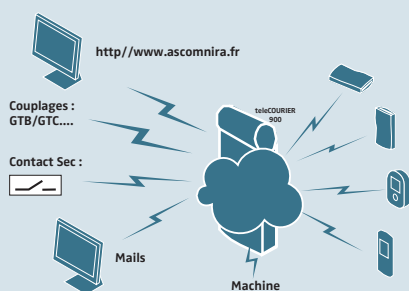 http//www.ascomnira.fr
Couplages :
GTB/GTC....
teleCOURIER
900
Contact Sec :
Mails
Machine